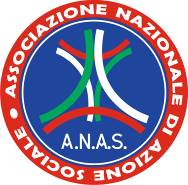 ASSOCIAZIONE NAZIONALE DI AZIONE SOCIALE •
A.N.A.S.